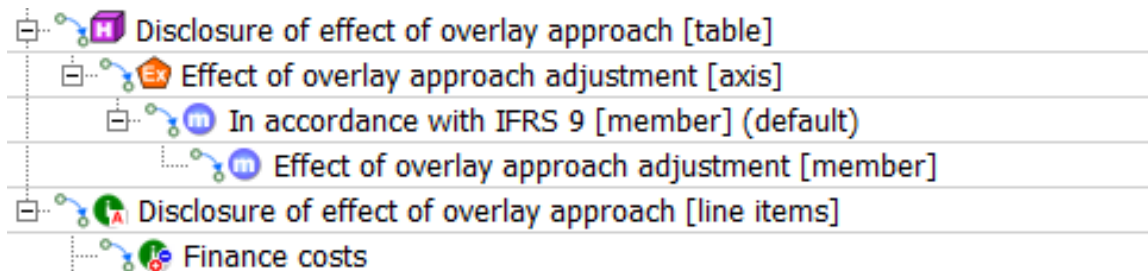 Disclosure of effect of overlay approach [table]
Effect of overlay approach adjustment [axis]
In accordance with IFRS 9 [member] (default)
Effect of overlay approach adjustment [member]
Disclosure of effect of overlay approach [line items]
Finance costs